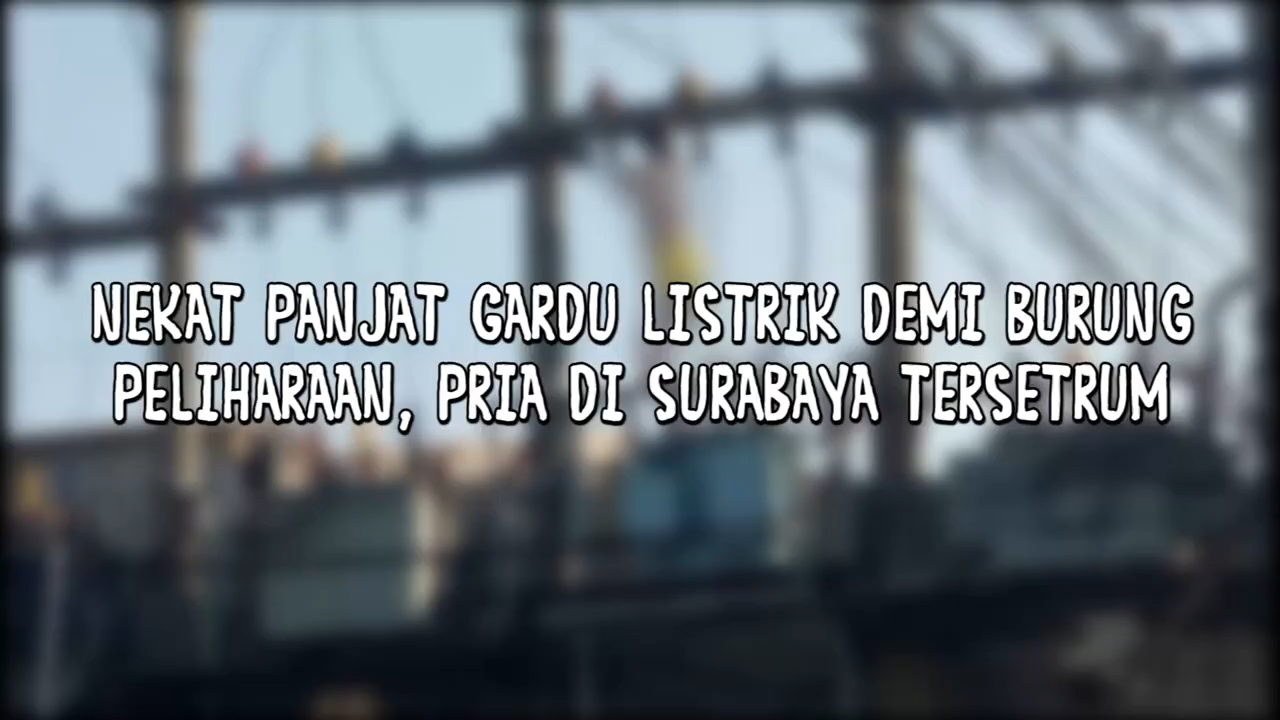 NEKAT PANJAT GARDU LISTRIK DEMI BURUNG
PELIHARAAN, PRIA DI SURABAYA TERSETRUM